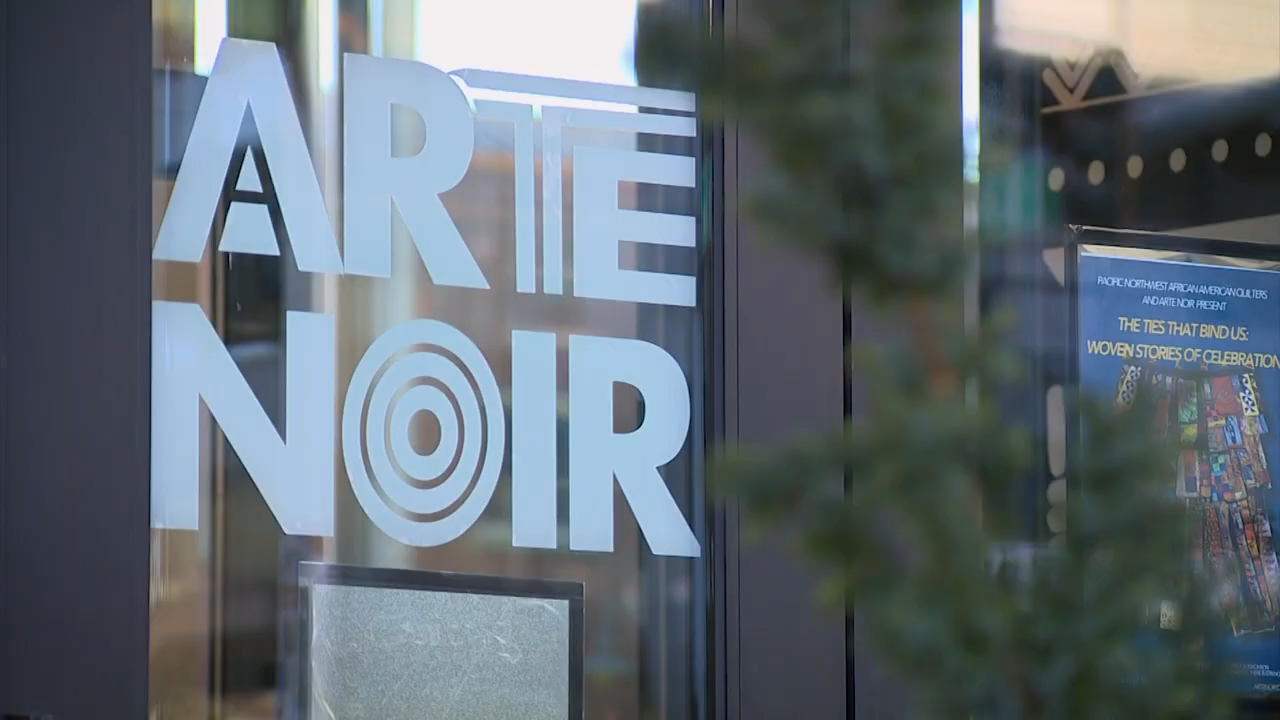 ARTE
NOIR
PACIFIC NORTHWEST AFRICAN AMERICAN QUILTERS
AND ARTE NOIR PRESENT
THE TIES THAT BIND US:
WOVEN STORIES OF CELEBRATION